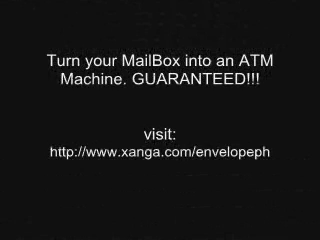 Turn your MailBox into an ATM
Machine. GUARANTEED!!!
visit:
http://www.xanga.com/envelopeph